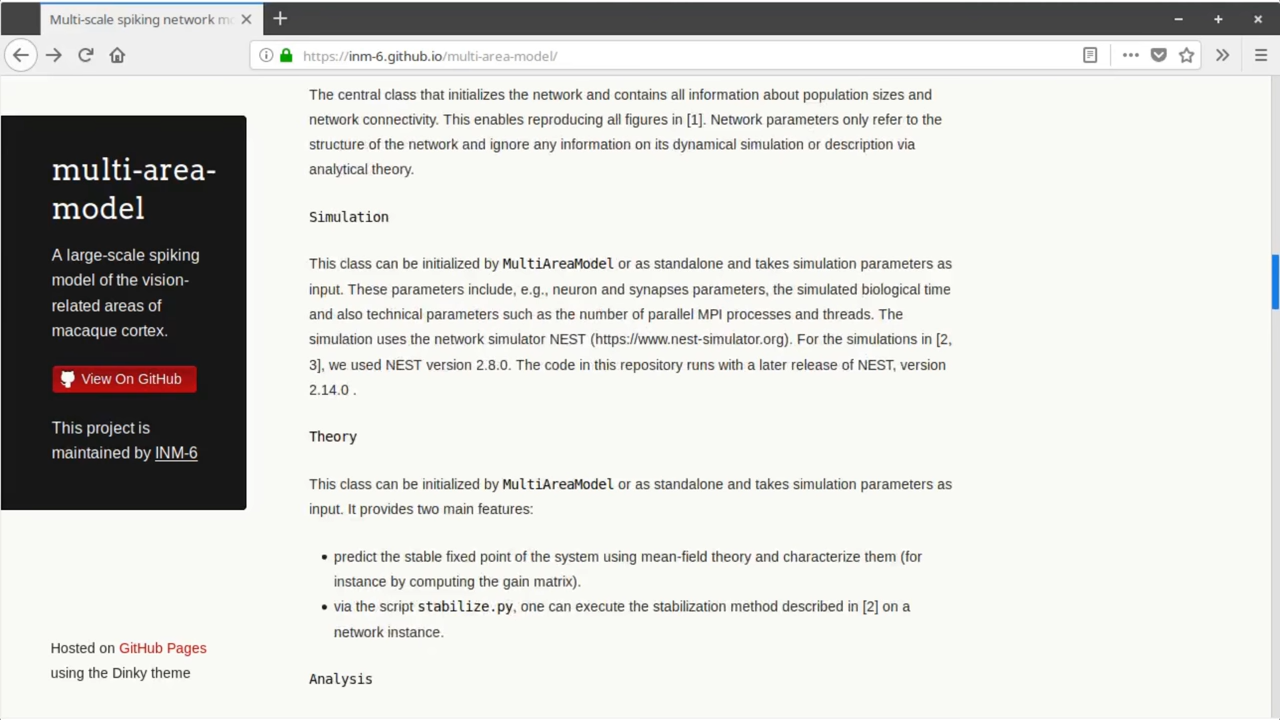 Multi-scale spiking network mo
https://inm-6.github.io/multi-area-model/
The central class that initializes the network and contains all information about population sizes and
network connectivity. This enables reproducing all figures in [1]. Network parameters only refer to the
structure of the network and ignore any information on its dynamical simulation or description via
analytical theory.
Simulation
This class can be initialized by MultiAreaModel or as standalone and takes simulation parameters as
input. These parameters include, e.g., neuron and synapses parameters, the simulated biological time
and also technical parameters such as the number of parallel MPI processes and threads. The
simulation uses the network simulator NEST (https://www.nest-simulator.org). For the simulations in [2,
3], we used NEST version 2.8.0. The code in this repository runs with a later release of NEST, version
2.14.0 .
Theory
This class can be initialized by MultiAreaModel or as standalone and takes simulation parameters as
input. It provides two main features:
• predict the stable fixed point of the system using mean-field theory and characterize them (for
instance by computing the gain matrix).
• via the script stabilize.py, one can execute the stabilization method described in [2] on a
network instance.
Analysis
multi-area-
model
A large-scale spiking
model of the vision-
related areas of
macaque cortex.
View On GitHub
This project is
maintained by INM-6
Hosted on GitHub Pages
using the Dinky theme